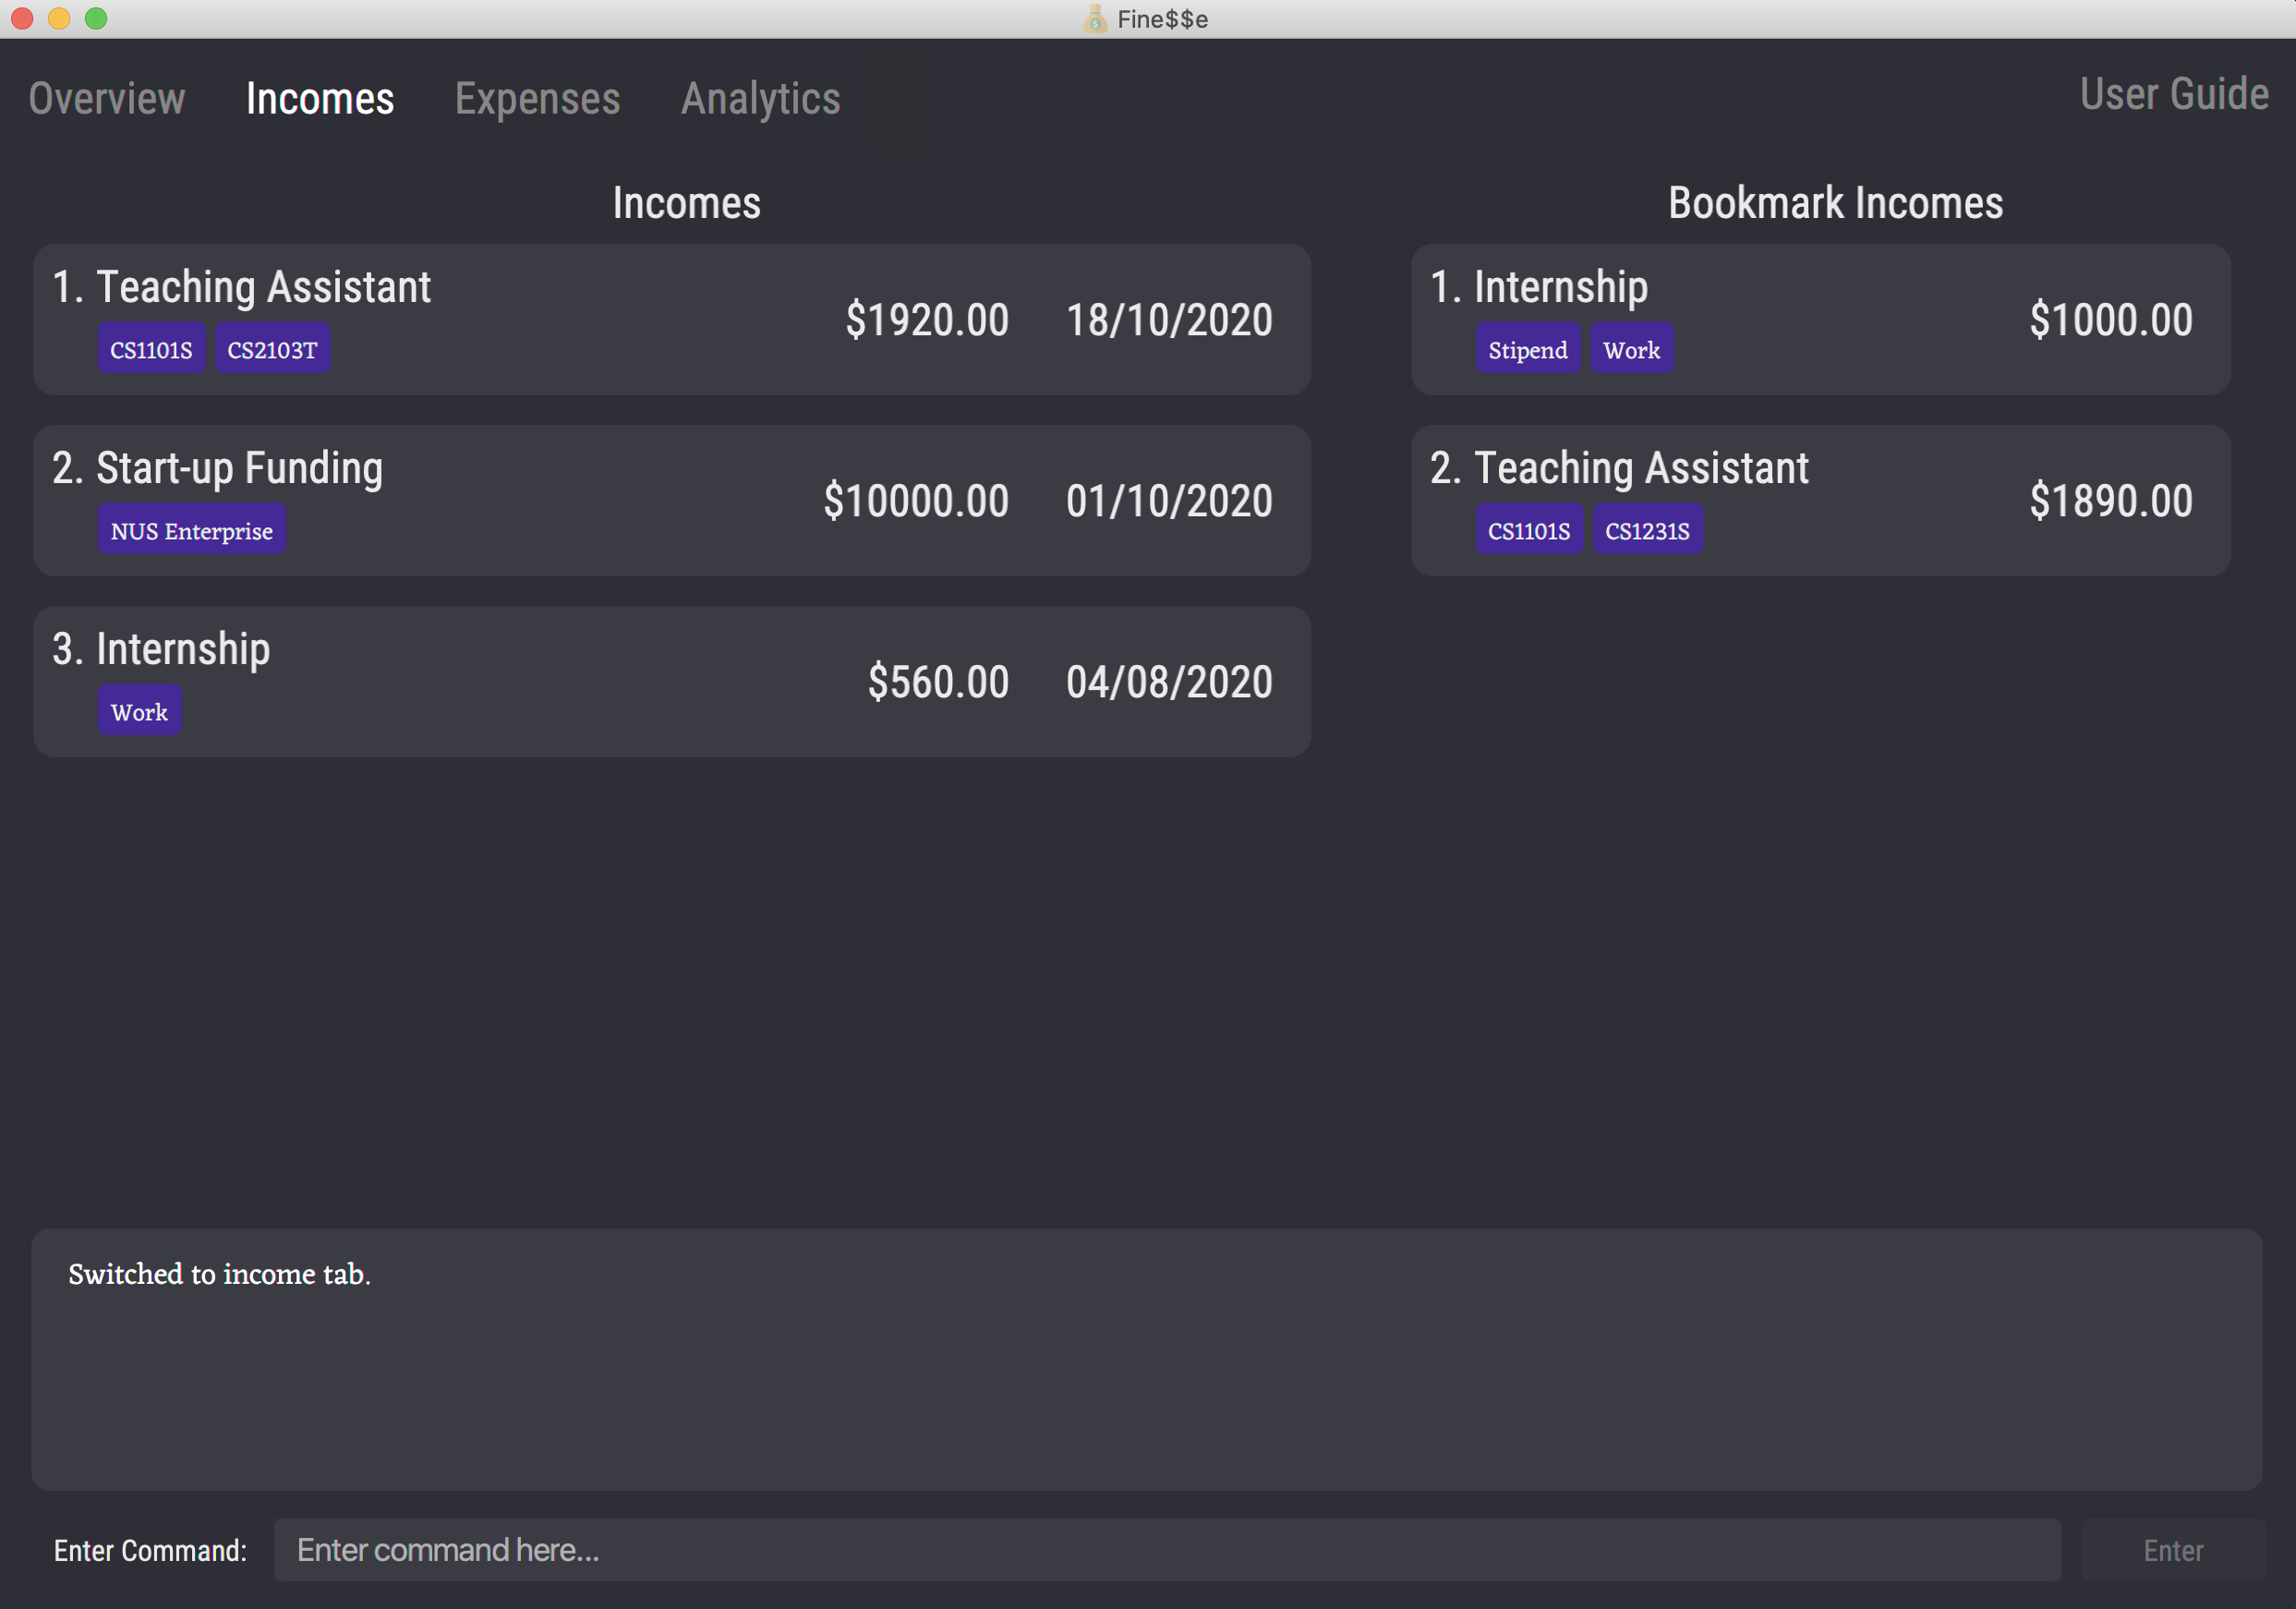 Fine$$e
Overview Incomes Expenses Analytics User Guide
Incomes
1. Teaching Assistant
$1920.00 18/10/2020
CS1101S CS2103T
2. Start-up Funding
$10000.00 01/10/2020
NUS Enterprise
3. Internship
$560.00 04/08/2020
Work
Bookmark Incomes
1. Internship
$1000.00
Stipend Work
2. Teaching Assistant
$1890.00
CS1101S CS1231S
Switched to income tab.
Enter Command: Enter command here... Enter